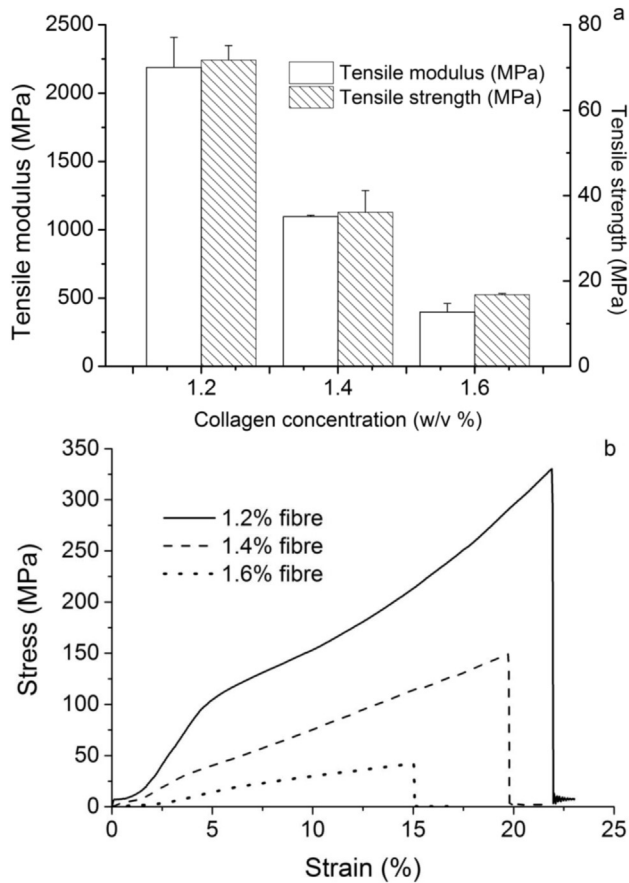 a
2500
2000
1500
1000
500
0
Tensile modulus (MPa)
Tensile modulus (MPa)
Tensile strength (MPa)
80
60
40
20
0
Tensile strength
(MPa)
1.2 1.4 1.6
Collagen concentration (w/v %)
b
350
300
250
200
150
100
50
0
Stress (MPa)
1.2% fibre
1.4% fibre
1.6% fibre
0 5 10 15 20 25
Strain (%)